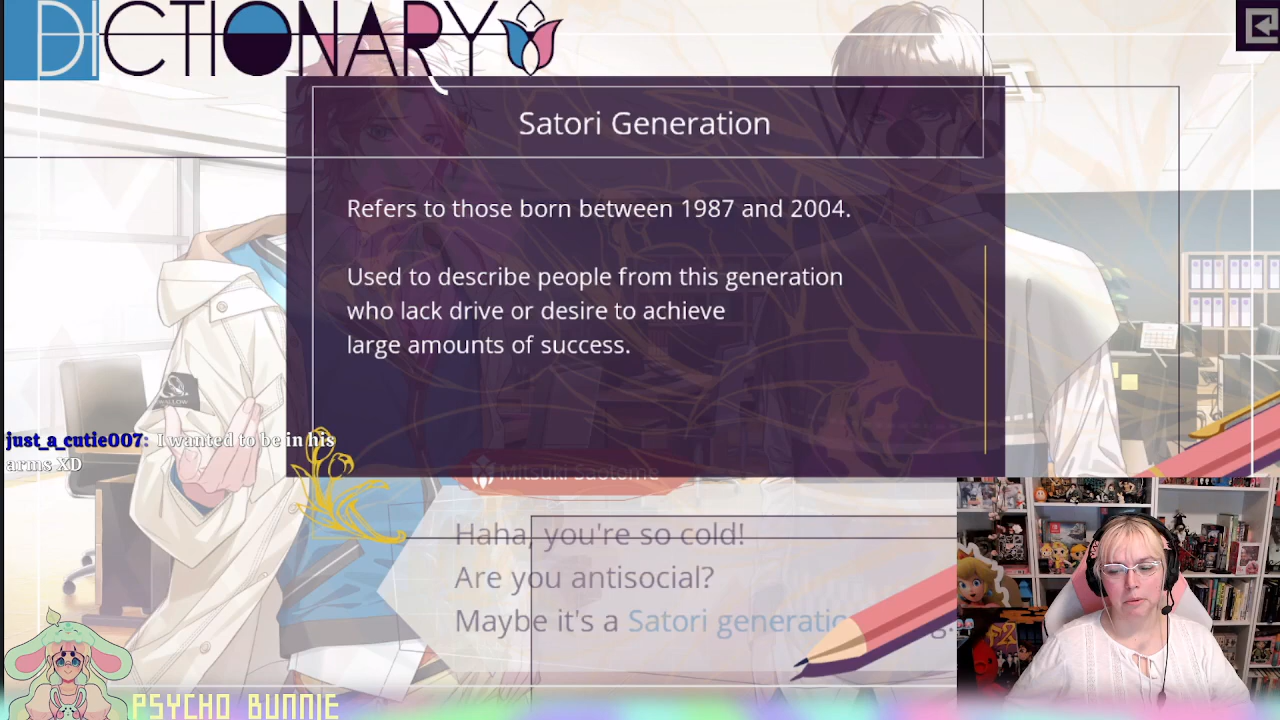 DICTIONARY
Word
Satori Generation
Refers to those born between 1987 and 2004.
Used to describe people from this generation
who lack drive or desire to achieve
large amounts of success.
just_a_cutie007: I wanted to be in his
arms XD
Mitsuki Saotome
Haha, you're so cold!
Are you antisocial?
Maybe it's a Satori generatio
PSYCHO BUNNIE